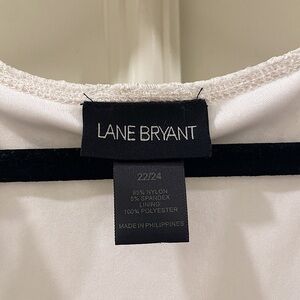 LANE BRYANT
22/24
95% NYLON
5% SPANDEX
LINING:
100% POLYESTER
MADE IN PHILIPPINES